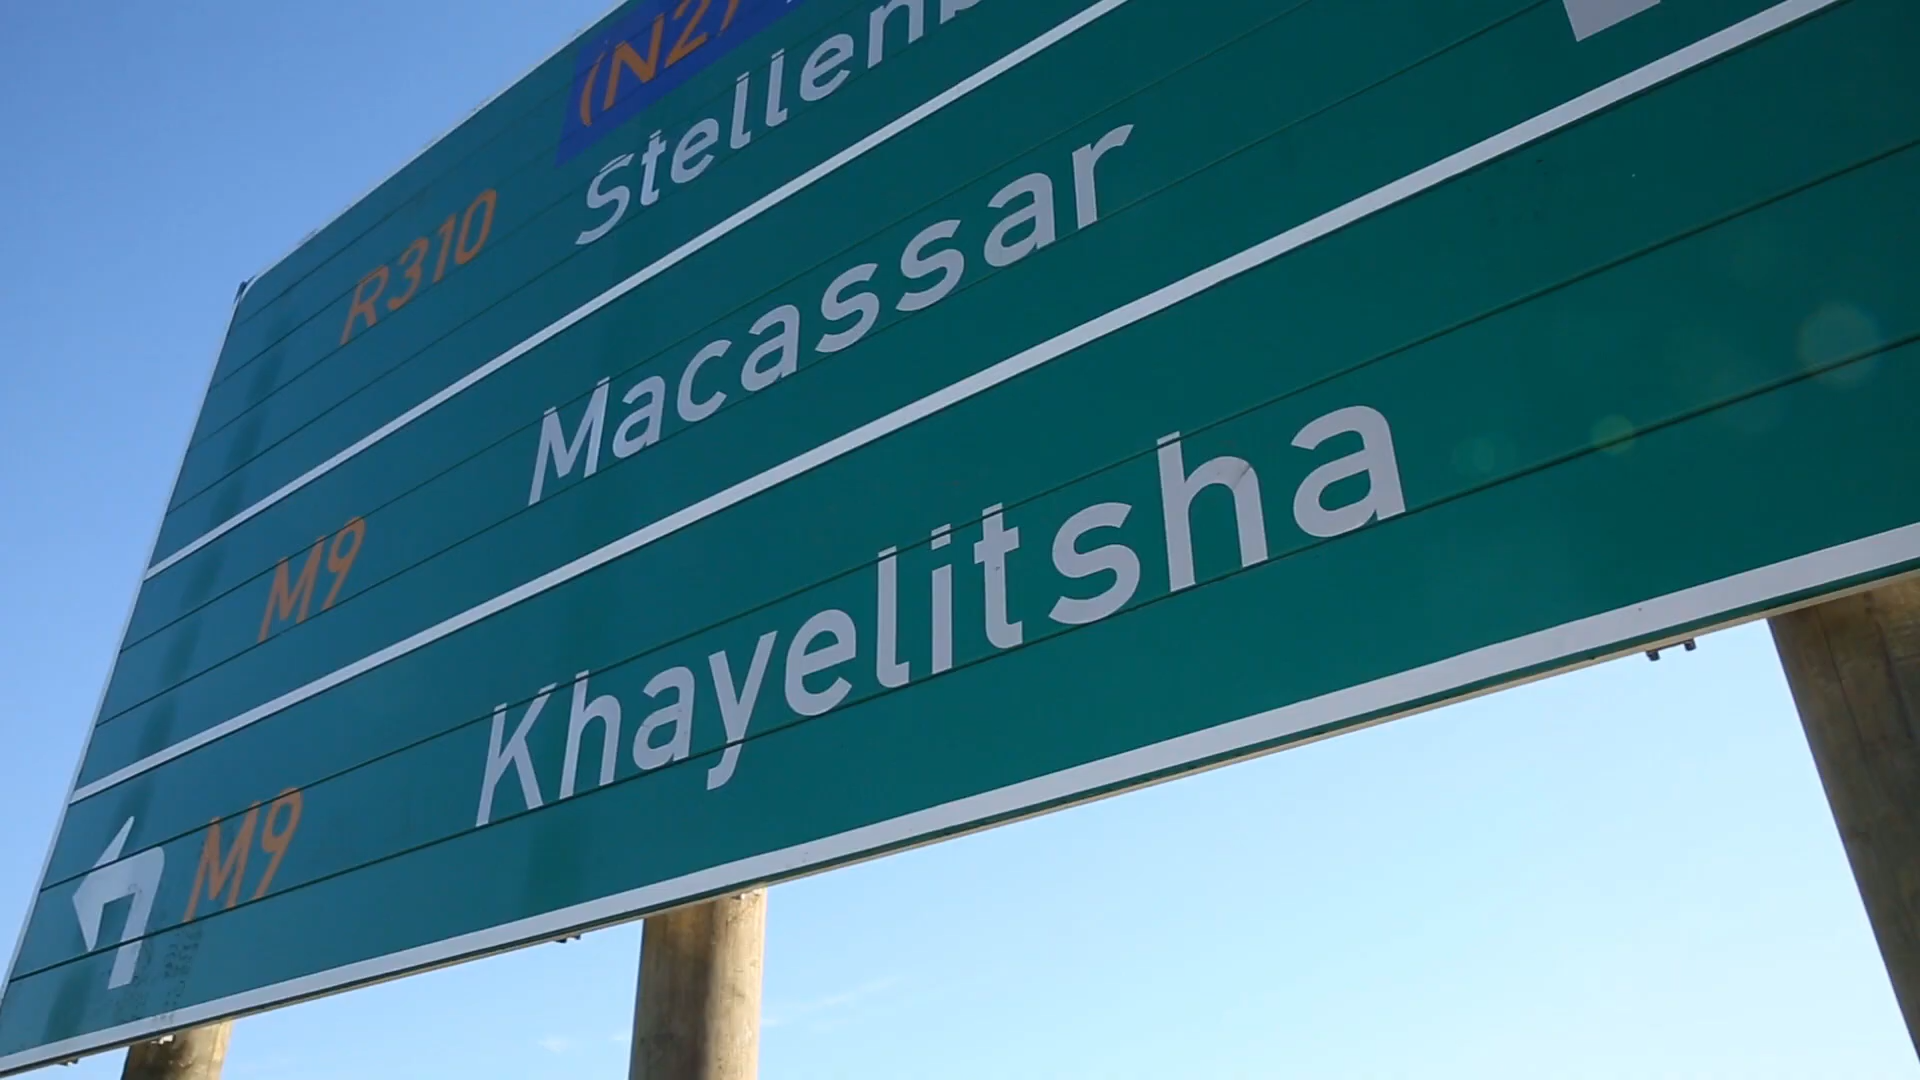 (N2)
R310 Stellenb
Macassar
M9
Khayelitsha
M9